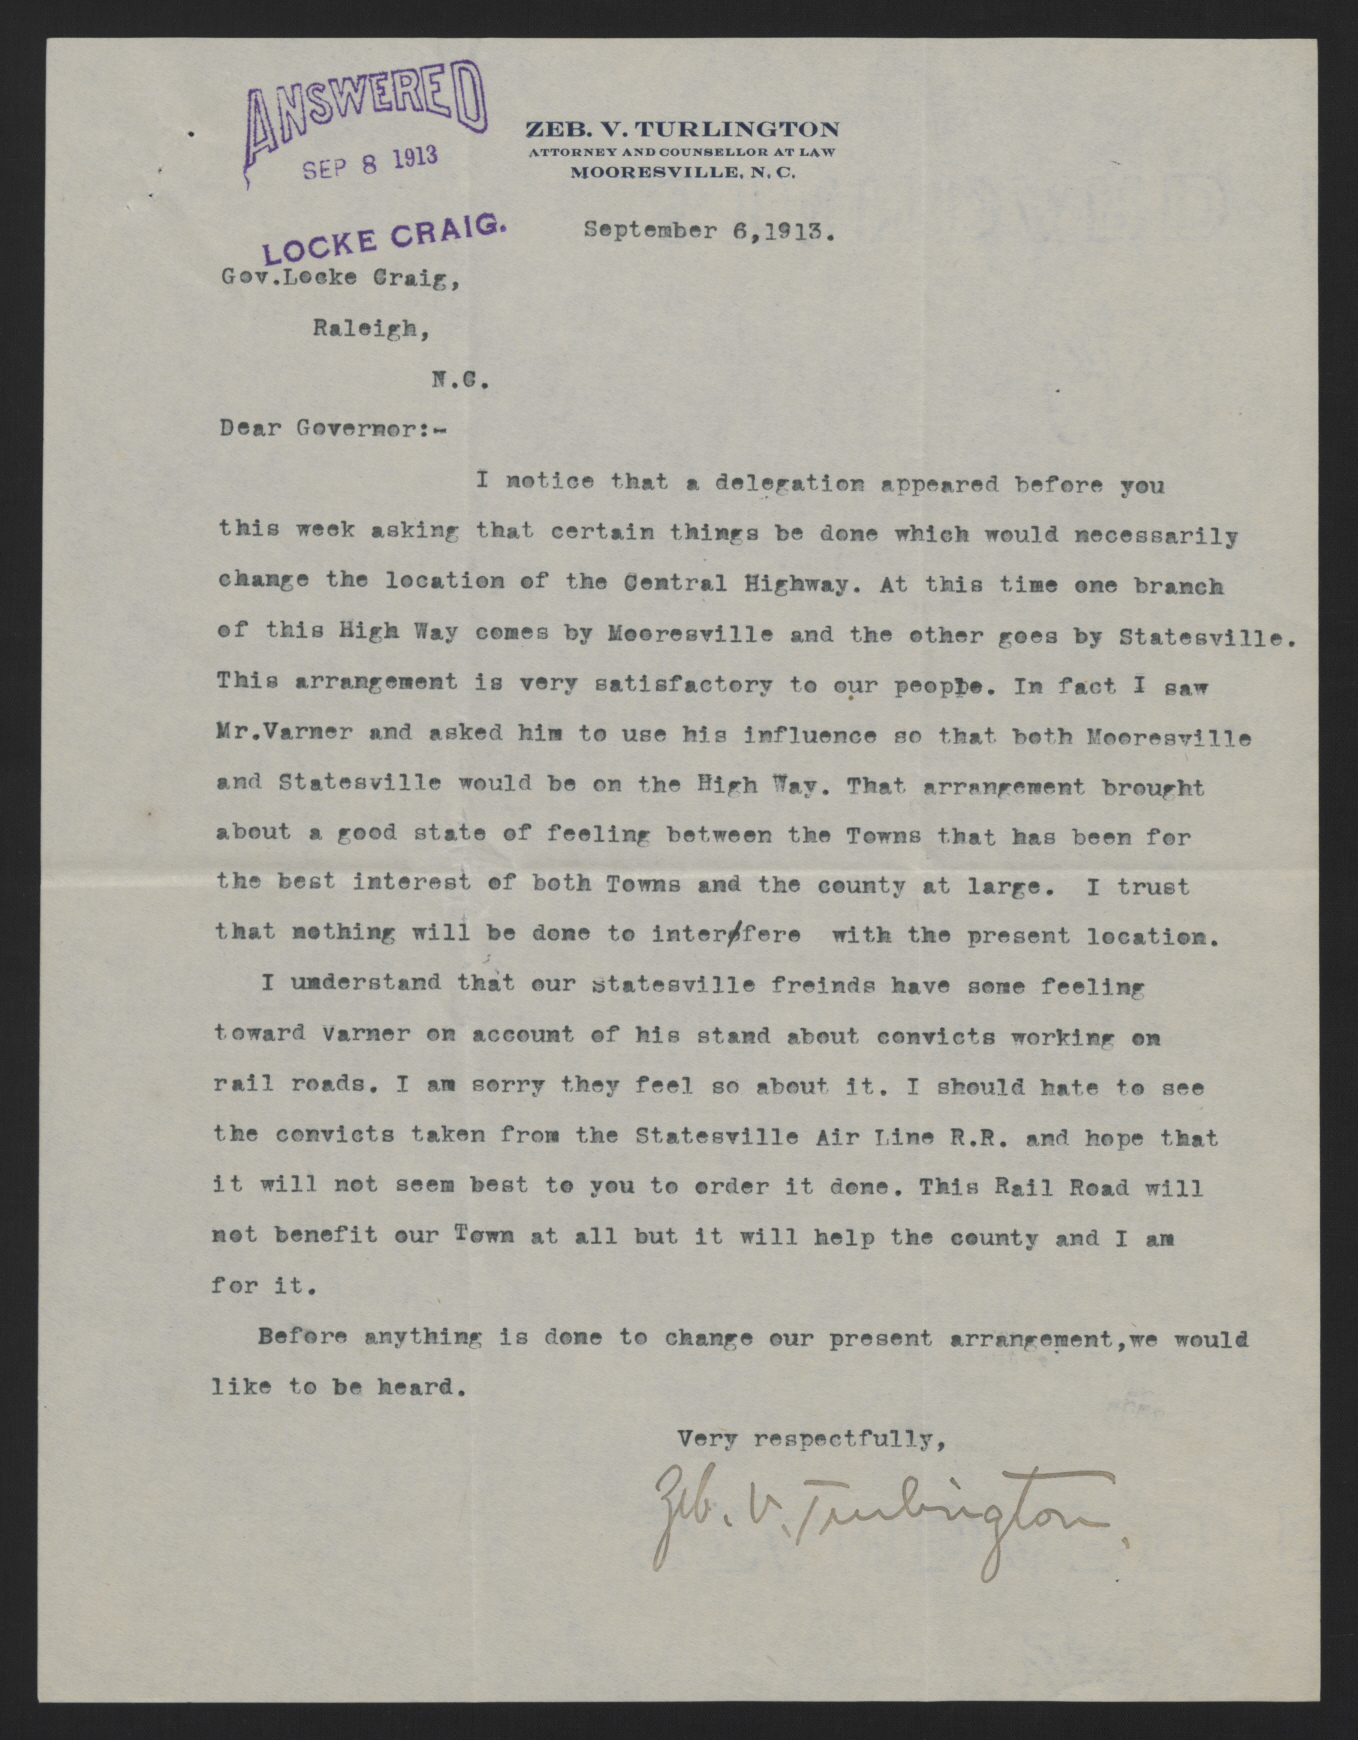 ANSWERED
SEP 8 1913
LOCKE CRAIG.
ZEB. V. TURLINGTON
ATTORNEY AND COUNSELLOR AT LAW
MOORESVILLE, N. C.
September 6,1913.
Gov.Locke Craig,
Raleigh,
N.C.
Dear Governor:-
I notice that a delegation appeared before you
this week asking that certain things be done which would necessarily
change the location of the Central Highway. At this time one branch
of this High Way comes by Mooresville and the other goes by Statesville.
This arrangement is very satisfactory to our people. In fact I saw
Mr.Varner and asked him to use his influence so that both Mooresville
and Statesville would be on the High Way. That arrangement brought
about a good state of feeling between the Towns that has been for
the best interest of both Towns and the county at large. I trust
that nothing will be done to interfere with the present location.
I understand that our Statesville freinds have some feeling
toward Varner on account of his stand about convicts working on
rail roads. I am sorry they feel so about it. I should hate to see
the convicts taken from the Statesville Air Line R.R. and hope that
it will not seem best to you to order it done. This Rail Road will
not benefit our Town at all but it will help the county and I am
for it.
Before anything is done to change our present arrangement,we would
like to be heard.
Very respectfully,
Zeb. V. Turlington.